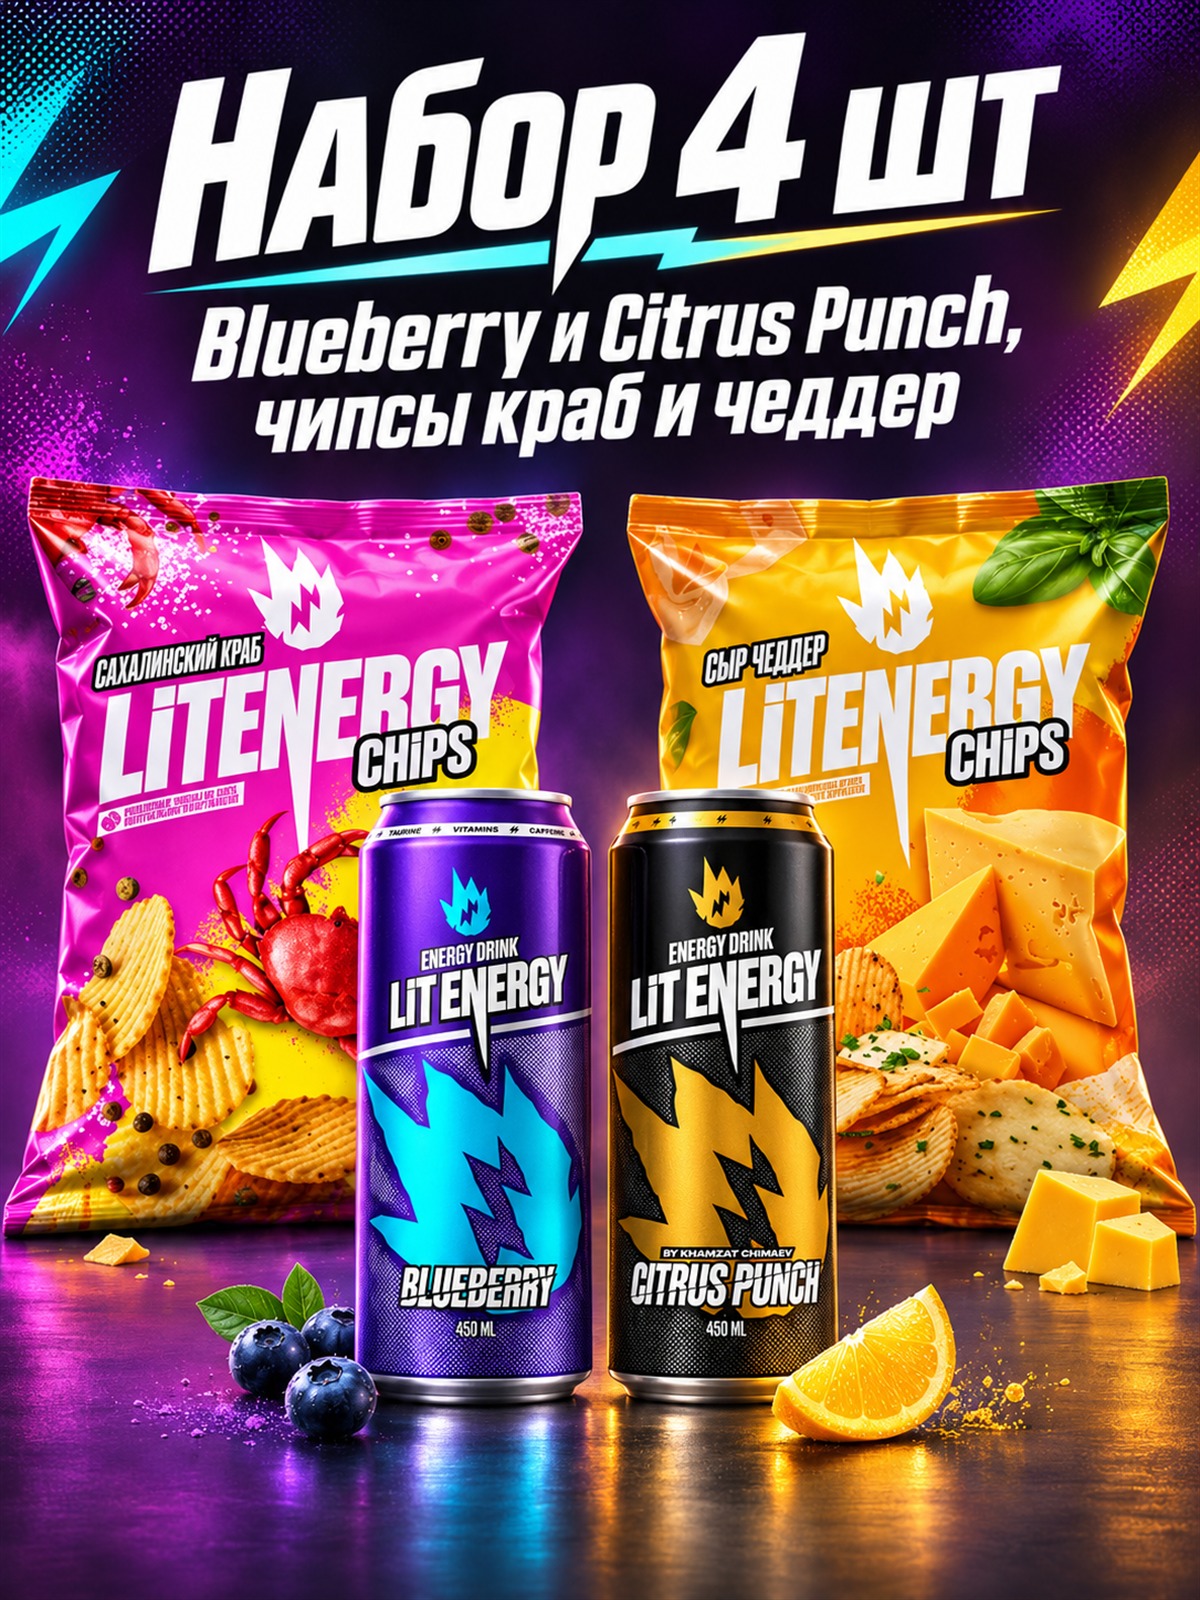 Набор 4 шт
Blueberry и Citrus Punch,
чипсы краб и чеддер
САХАЛИНСКИЙ КРАБ
LiTENERGY
CHiPS
СЫР ЧЕДДЕР
LiTENERGY
CHiPS
TAURINE VITAMINS CAFFEINE
ENERGY DRINK
LiT ENERGY
BLUEBERRY
450 ML
ENERGY DRINK
LiT ENERGY
BY KHAMZAT CHIMAEV
CITRUS PUNCH
450 ML